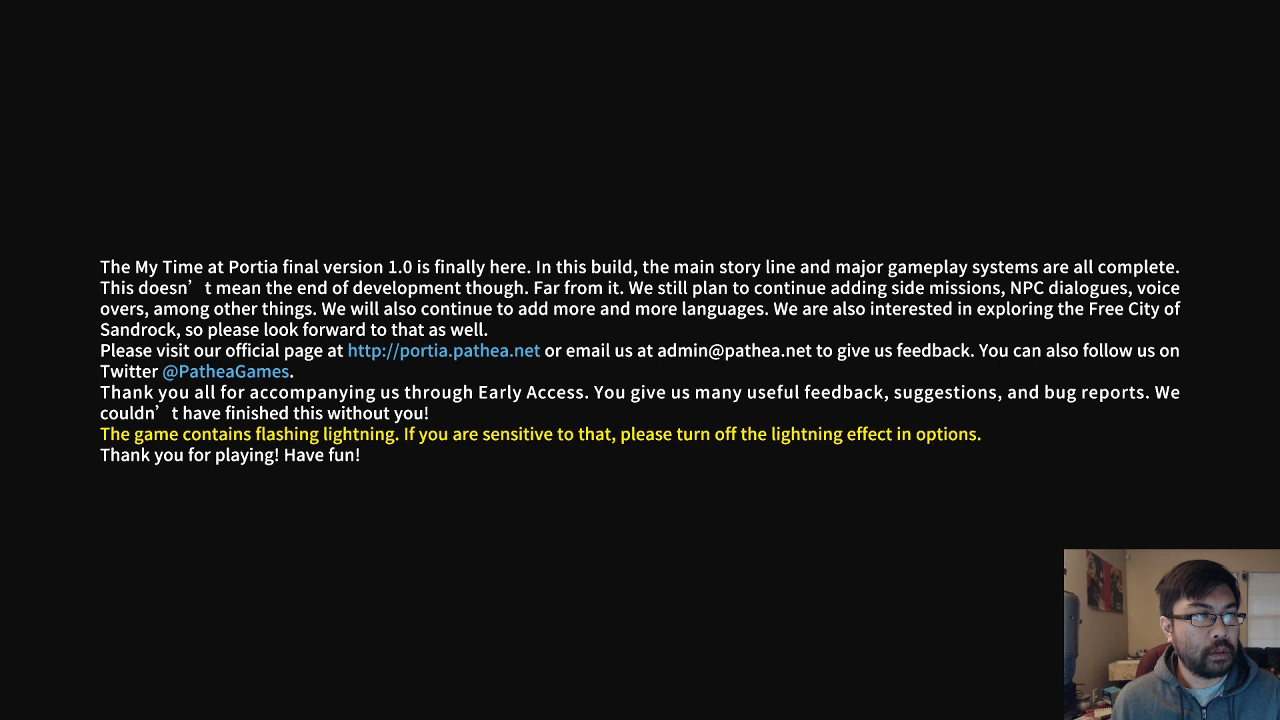 The My Time at Portia final version 1.0 is finally here. In this build, the main story line and major gameplay systems are all complete.
This doesn’t mean the end of development though. Far from it. We still plan to continue adding side missions, NPC dialogues, voice
overs, among other things. We will also continue to add more and more languages. We are also interested in exploring the Free City of
Sandrock, so please look forward to that as well.
Please visit our official page at http://portia.pathea.net or email us at admin@pathea.net to give us feedback. You can also follow us on
Twitter @PatheaGames.
Thank you all for accompanying us through Early Access. You give us many useful feedback, suggestions, and bug reports. We
couldn’t have finished this without you!
The game contains flashing lightning. If you are sensitive to that, please turn off the lightning effect in options.
Thank you for playing! Have fun!